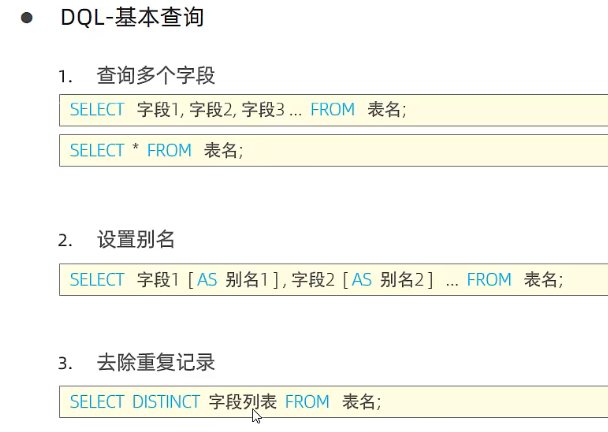 ● DQL-基本查询
1. 查询多个字段
SELECT 字段1, 字段2, 字段3 ... FROM 表名;
SELECT * FROM 表名;
2. 设置别名
SELECT 字段1 [ AS 别名1 ] , 字段2 [ AS 别名2 ] ... FROM 表名;
3. 去除重复记录
SELECT DISTINCT 字段列表 FROM 表名;